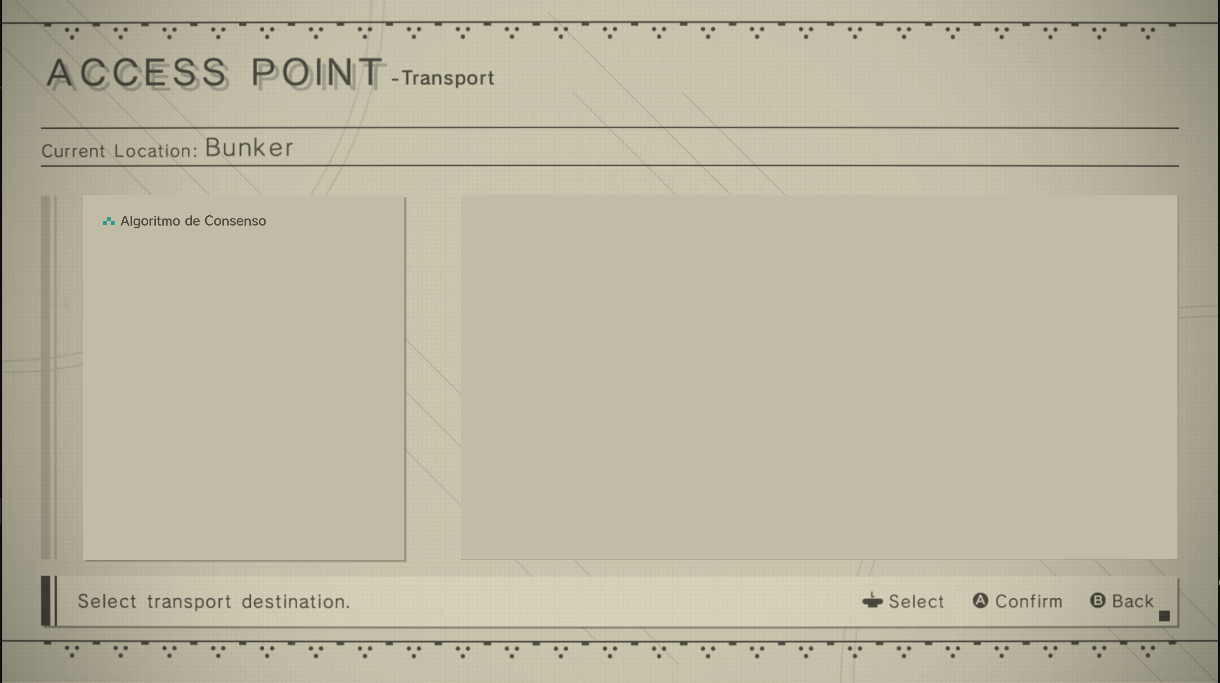 ACCESS POINT -Transport
Current Location: Bunker
Algoritmo de Consenso
Select transport destination.
L Select A Confirm B Back